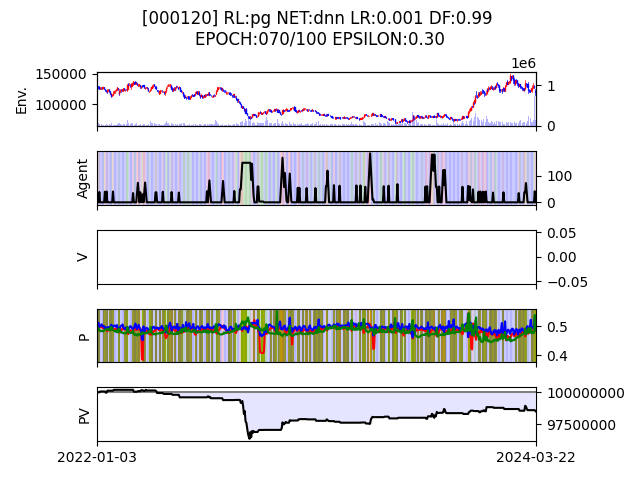 [000120] RL:pg NET:dnn LR:0.001 DF:0.99
EPOCH:070/100 EPSILON:0.30
1e6
150000
100000
Env.
1
0
Agent
100
0
V
0.05
0.00
−0.05
P
0.5
0.4
PV
100000000
97500000
2022-01-03
2024-03-22